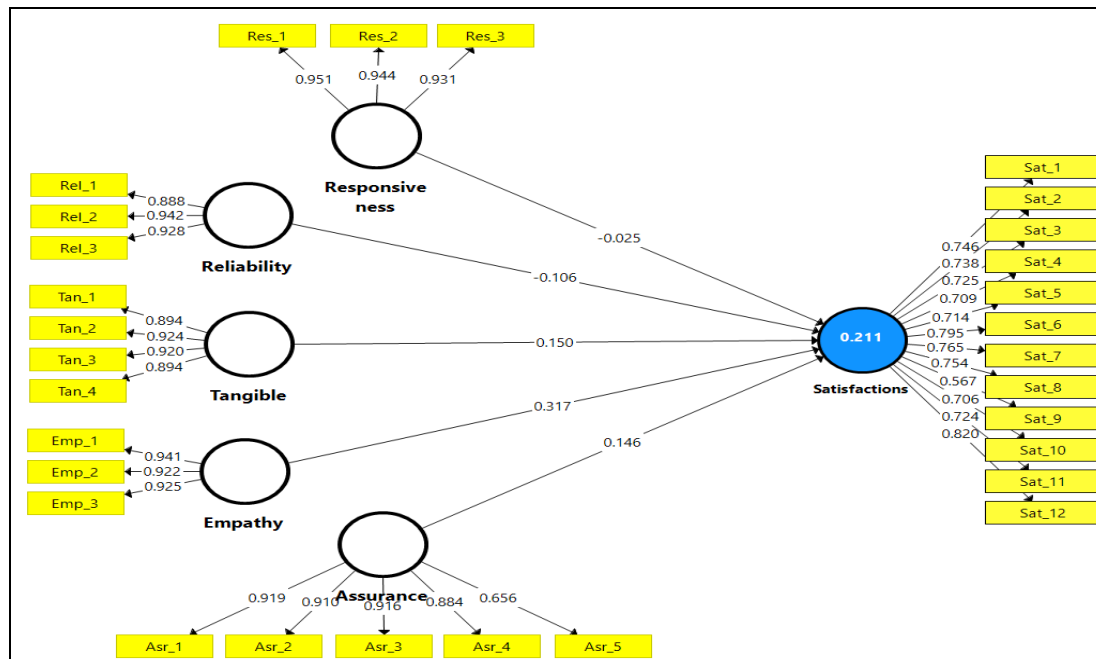 Res_1
Res_2
Res_3
0.951
0.944
0.931
Responsive
ness
Rel_1
Rel_2
Rel_3
0.888
0.942
0.928
Reliability
Tan_1
Tan_2
Tan_3
Tan_4
0.894
0.924
0.920
0.894
Tangible
Emp_1
Emp_2
Emp_3
0.941
0.922
0.925
Empathy
Assurance
0.919
0.910
0.916
0.884
0.656
Asr_1
Asr_2
Asr_3
Asr_4
Asr_5
-0.025
-0.106
0.150
0.317
0.146
0.211
Satisfactions
0.746
0.738
0.725
0.709
0.714
0.795
0.765
0.754
0.567
0.706
0.724
0.820
Sat_1
Sat_2
Sat_3
Sat_4
Sat_5
Sat_6
Sat_7
Sat_8
Sat_9
Sat_10
Sat_11
Sat_12